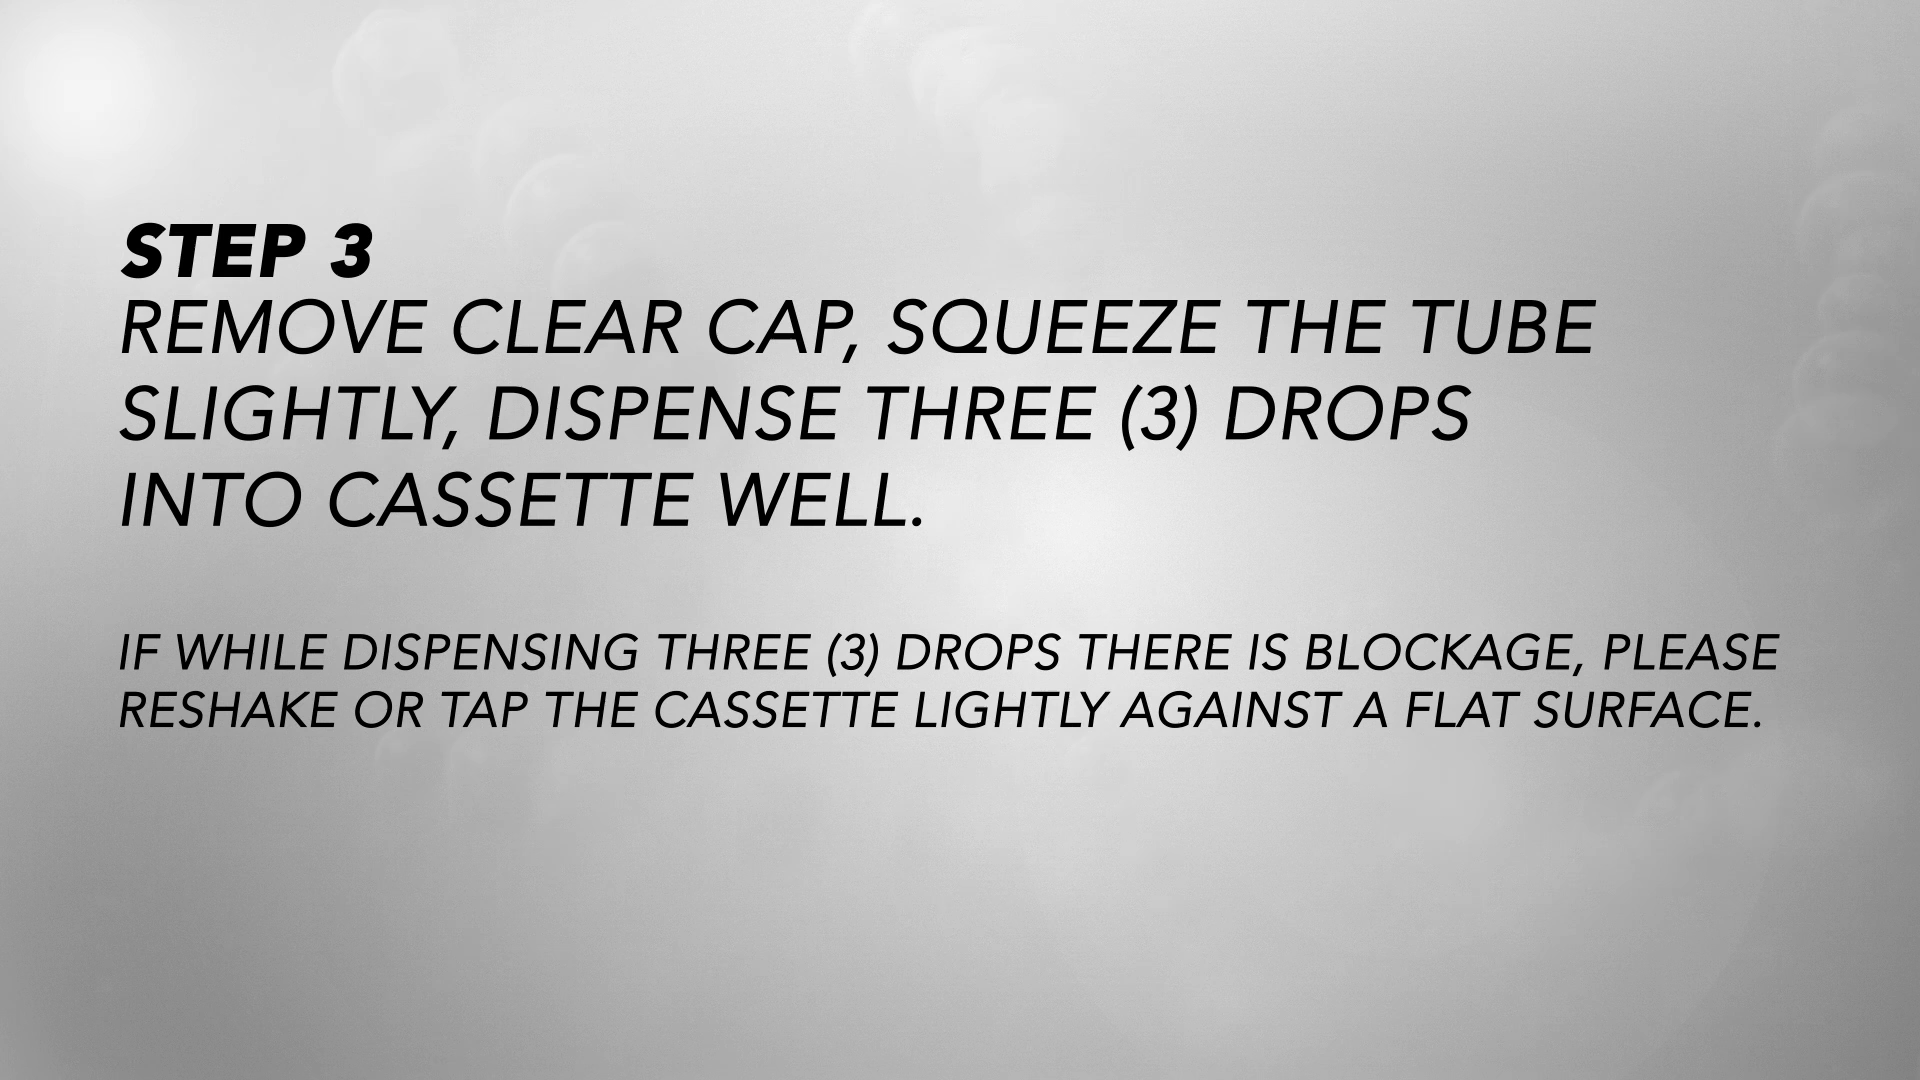 STEP 3
REMOVE CLEAR CAP, SQUEEZE THE TUBE
SLIGHTLY, DISPENSE THREE (3) DROPS
INTO CASSETTE WELL.
IF WHILE DISPENSING THREE (3) DROPS THERE IS BLOCKAGE, PLEASE
RESHAKE OR TAP THE CASSETTE LIGHTLY AGAINST A FLAT SURFACE.